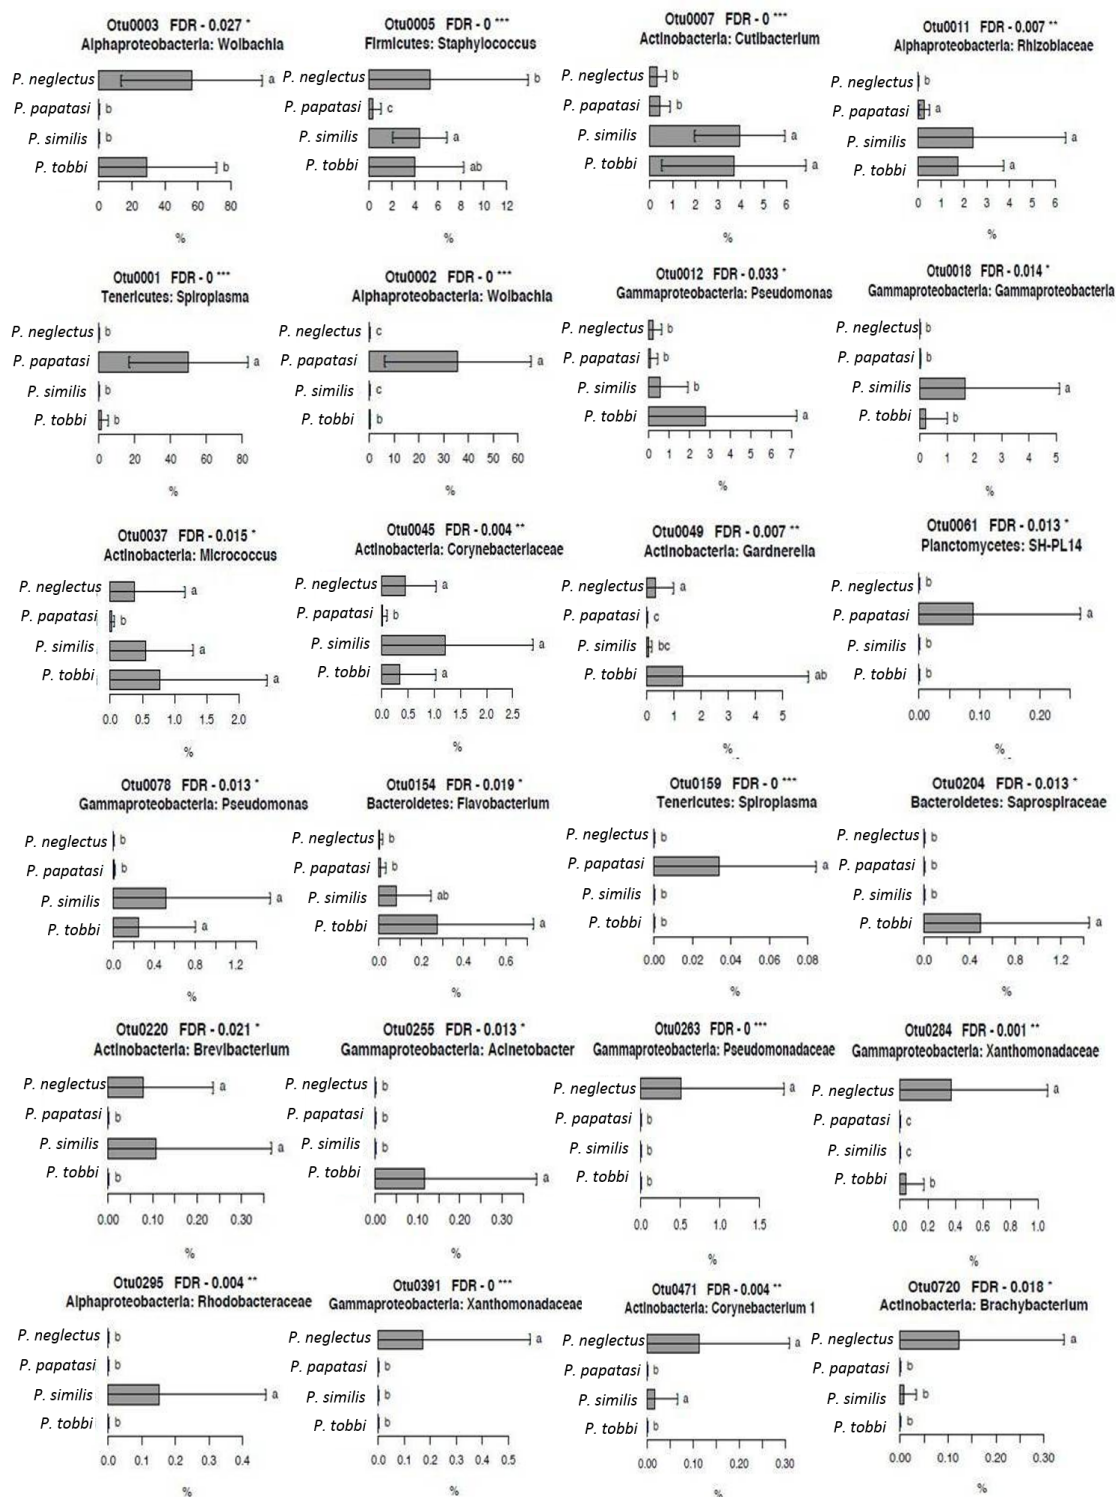 Otu0003 FDR - 0.027 *
Alphaproteobacteria: Wolbachia
P. neglectus a
P. papatasi b
P. similis b
P. tobbi b
0 20 40 60 80
%
Otu0005 FDR - 0 ***
Firmicutes: Staphylococcus
P. neglectus b
P. papatasi c
P. similis a
P. tobbi ab
0 2 4 6 8 10 12
%
Otu0007 FDR - 0 ***
Actinobacteria: Cutibacterium
P. neglectus b
P. papatasi b
P. similis a
P. tobbi a
0 1 2 3 4 5 6
%
Otu0011 FDR - 0.007 **
Alphaproteobacteria: Rhizobiaceae
P. neglectus b
P. papatasi a
P. similis a
P. tobbi a
0 1 2 3 4 5 6
%
Otu0001 FDR - 0 ***
Tenericutes: Spiroplasma
P. neglectus b
P. papatasi a
P. similis b
P. tobbi b
0 20 40 60 80
%
Otu0002 FDR - 0 ***
Alphaproteobacteria: Wolbachia
P. neglectus c
P. papatasi a
P. similis c
P. tobbi b
0 10 20 30 40 50 60
%
Otu0012 FDR - 0.033 *
Gammaproteobacteria: Pseudomonas
P. neglectus b
P. papatasi b
P. similis b
P. tobbi a
0 1 2 3 4 5 6 7
%
Otu0018 FDR - 0.014 *
Gammaproteobacteria: Gammaproteobacteria
P. neglectus b
P. papatasi b
P. similis a
P. tobbi b
0 1 2 3 4 5
%
Otu0037 FDR - 0.015 *
Actinobacteria: Micrococcus
P. neglectus a
P. papatasi b
P. similis a
P. tobbi a
0.0 0.5 1.0 1.5 2.0
%
Otu0045 FDR - 0.004 **
Actinobacteria: Corynebacteriaceae
P. neglectus a
P. papatasi b
P. similis a
P. tobbi a
0.0 0.5 1.0 1.5 2.0 2.5
%
Otu0049 FDR - 0.007 **
Actinobacteria: Gardnerella
P. neglectus a
P. papatasi c
P. similis bc
P. tobbi ab
0 1 2 3 4 5
%
Otu0061 FDR - 0.013 *
Planctomycetes: SH-PL14
P. neglectus b
P. papatasi a
P. similis b
P. tobbi b
0.00 0.10 0.20
%
Otu0078 FDR - 0.013 *
Gammaproteobacteria: Pseudomonas
P. neglectus b
P. papatasi b
P. similis a
P. tobbi a
0.0 0.4 0.8 1.2
%
Otu0154 FDR - 0.019 *
Bacteroidetes: Flavobacterium
P. neglectus b
P. papatasi b
P. similis ab
P. tobbi a
0.0 0.2 0.4 0.6
%
Otu0159 FDR - 0 ***
Tenericutes: Spiroplasma
P. neglectus b
P. papatasi a
P. similis b
P. tobbi b
0.00 0.02 0.04 0.06 0.08
%
Otu0204 FDR - 0.013 *
Bacteroidetes: Saprospiraceae
P. neglectus b
P. papatasi b
P. similis b
P. tobbi a
0.0 0.4 0.8 1.2
%
Otu0220 FDR - 0.021 *
Actinobacteria: Brevibacterium
P. neglectus a
P. papatasi b
P. similis a
P. tobbi b
0.00 0.10 0.20 0.30
%
Otu0255 FDR - 0.013 *
Gammaproteobacteria: Acinetobacter
P. neglectus b
P. papatasi b
P. similis b
P. tobbi a
0.00 0.10 0.20 0.30
%
Otu0263 FDR - 0 ***
Gammaproteobacteria: Pseudomonadaceae
P. neglectus a
P. papatasi b
P. similis b
P. tobbi b
0.0 0.5 1.0 1.5
%
Otu0284 FDR - 0.001 **
Gammaproteobacteria: Xanthomonadaceae
P. neglectus a
P. papatasi c
P. similis c
P. tobbi b
0.0 0.2 0.4 0.6 0.8 1.0
%
Otu0295 FDR - 0.004 **
Alphaproteobacteria: Rhodobacteraceae
P. neglectus b
P. papatasi b
P. similis a
P. tobbi b
0.0 0.1 0.2 0.3 0.4
%
Otu0391 FDR - 0 ***
Gammaproteobacteria: Xanthomonadaceae
P. neglectus a
P. papatasi b
P. similis b
P. tobbi b
0.0 0.1 0.2 0.3 0.4 0.5
%
Otu0471 FDR - 0.004 **
Actinobacteria: Corynebacterium 1
P. neglectus a
P. papatasi b
P. similis a
P. tobbi b
0.00 0.10 0.20 0.30
%
Otu0720 FDR - 0.018 *
Actinobacteria: Brachybacterium
P. neglectus a
P. papatasi b
P. similis b
P. tobbi b
0.00 0.10 0.20 0.30
%